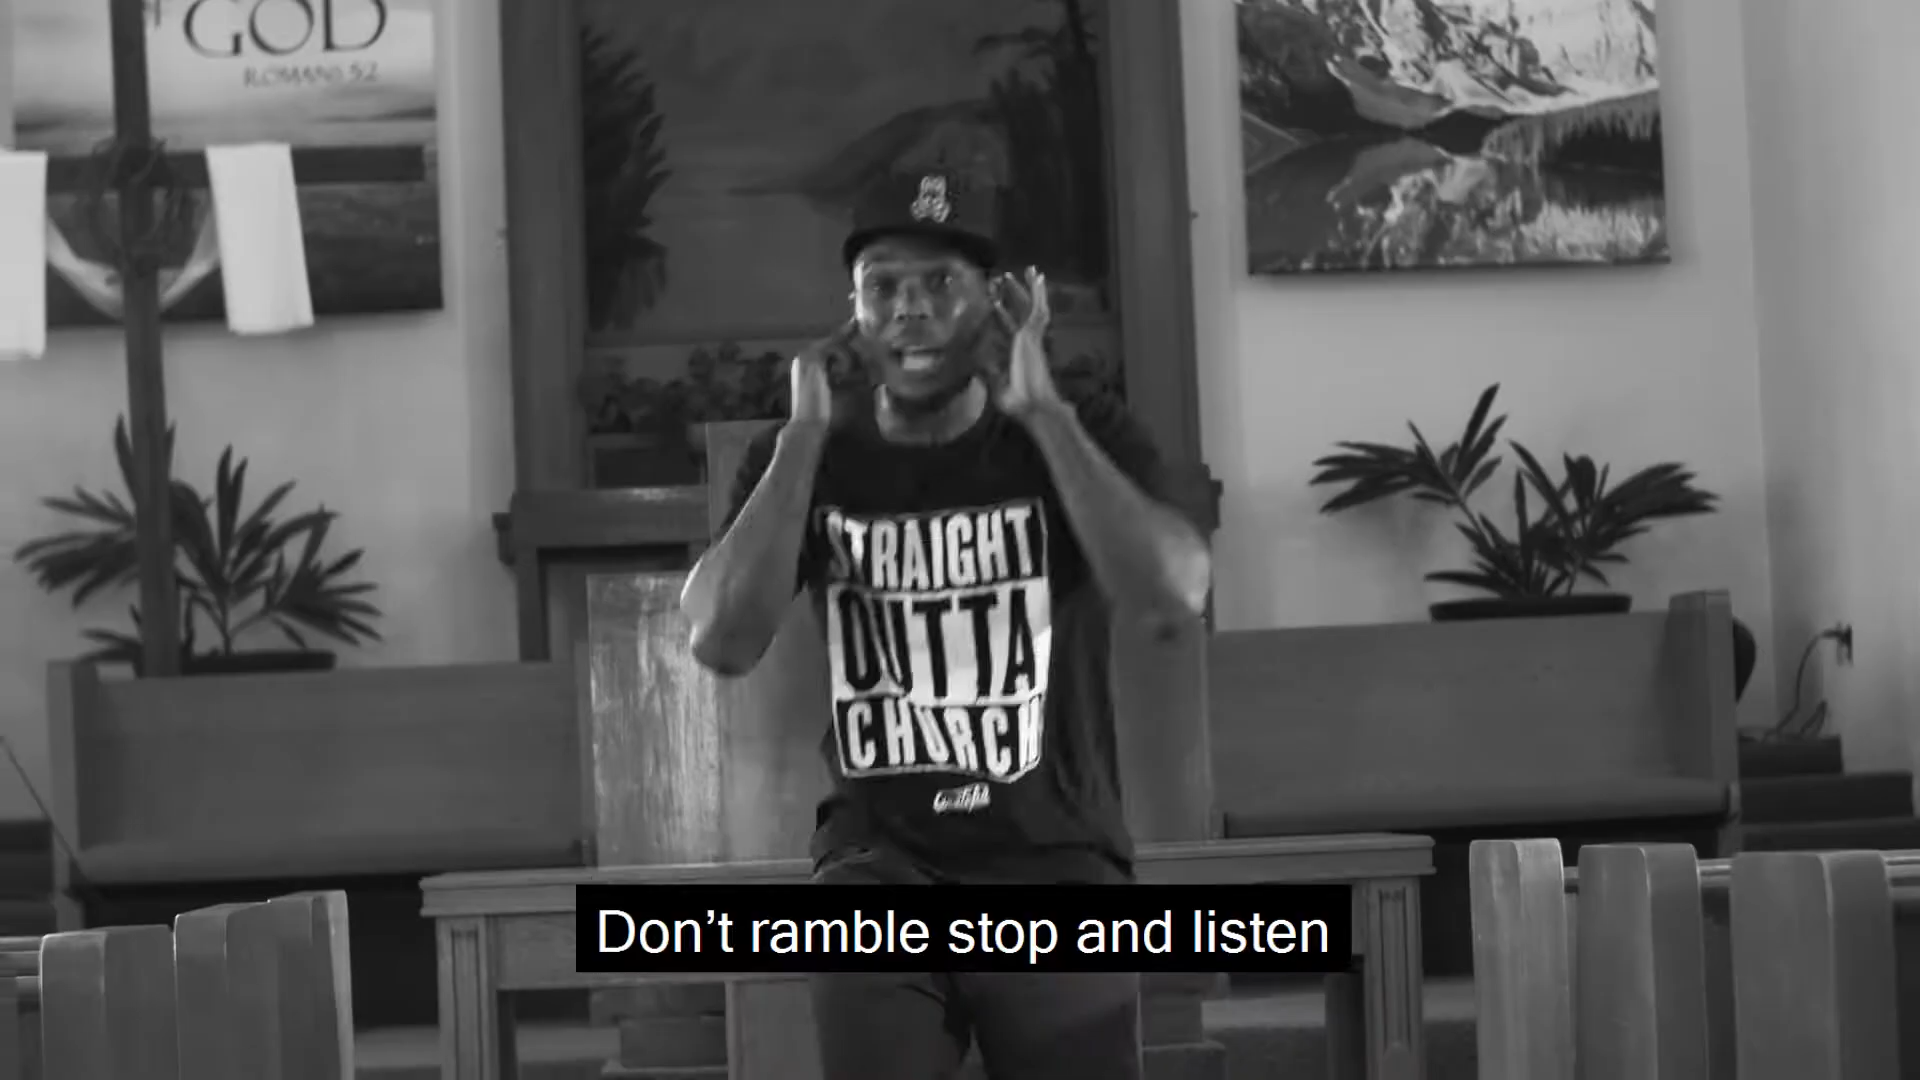 GOD
ROMANS 5:2
STRAIGHT
OUTTA
CHURCH
Don’t ramble stop and listen